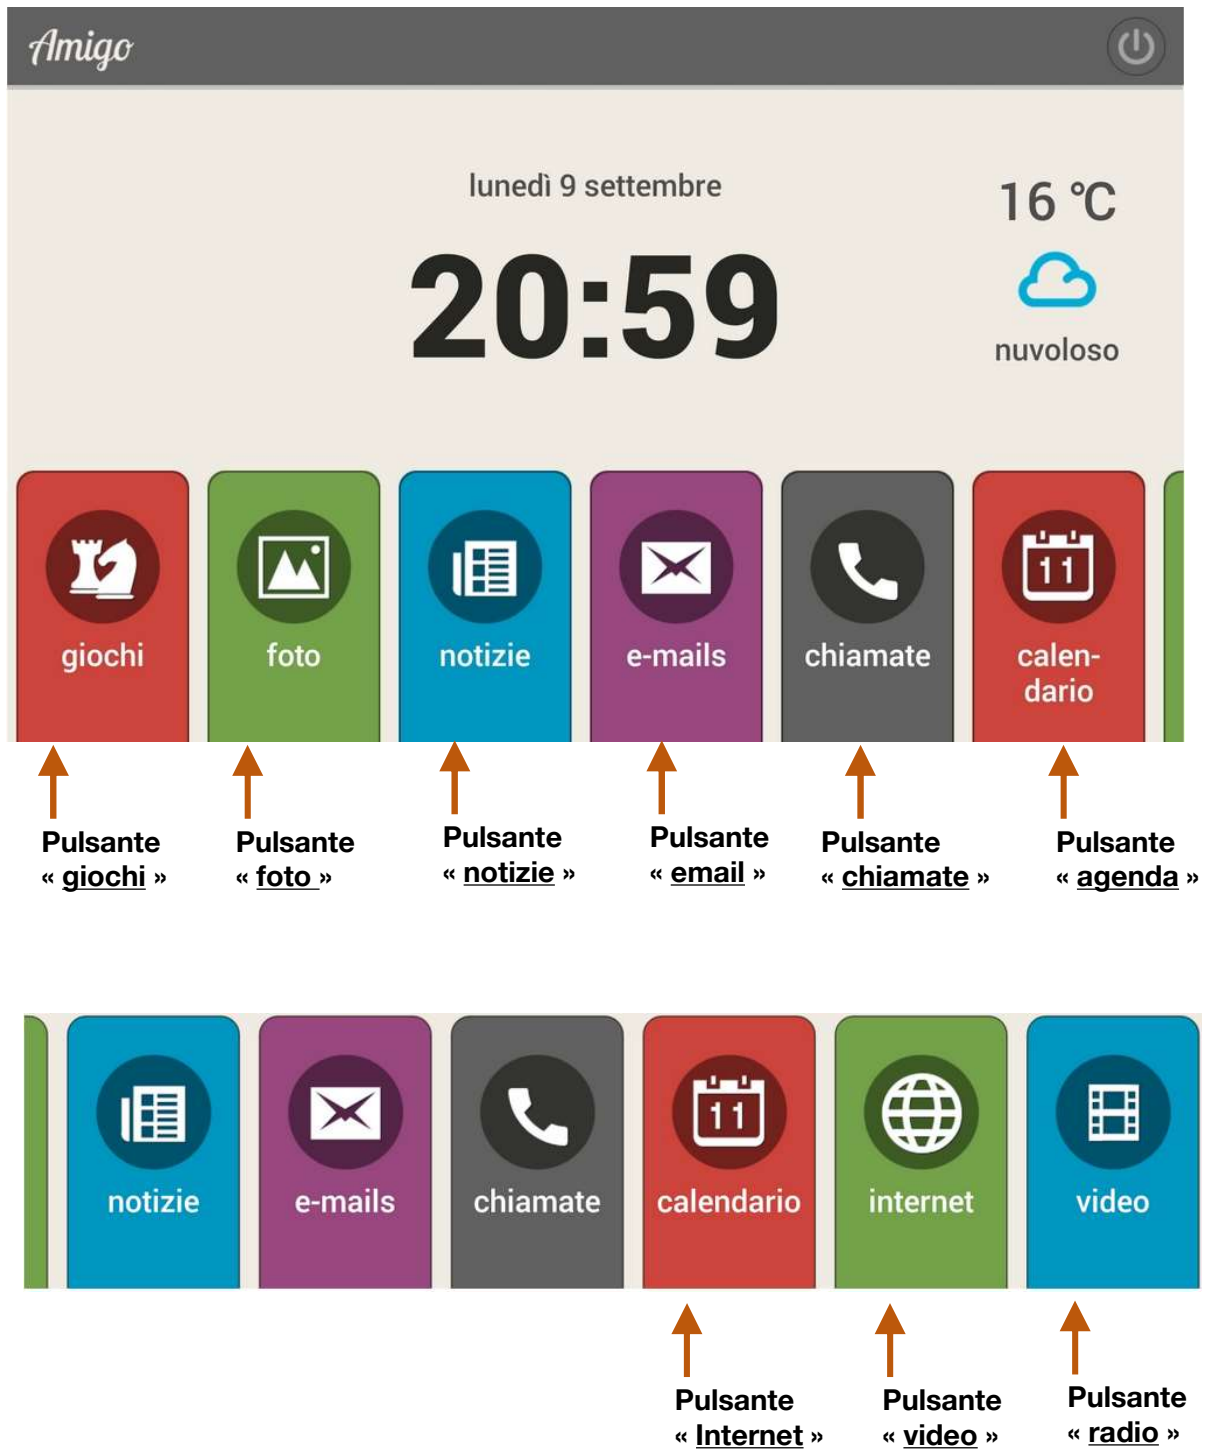 Amigo
lunedì 9 settembre
20:59
16 °C
nuvoloso
giochi
foto
notizie
e-mails
chiamate
11
calen-
dario
Pulsante
« giochi »
Pulsante
« foto »
Pulsante
« notizie »
Pulsante
« email »
Pulsante
« chiamate »
Pulsante
« agenda »
notizie
e-mails
chiamate
11
calendario
internet
video
Pulsante
« Internet »
Pulsante
« video »
Pulsante
« radio »